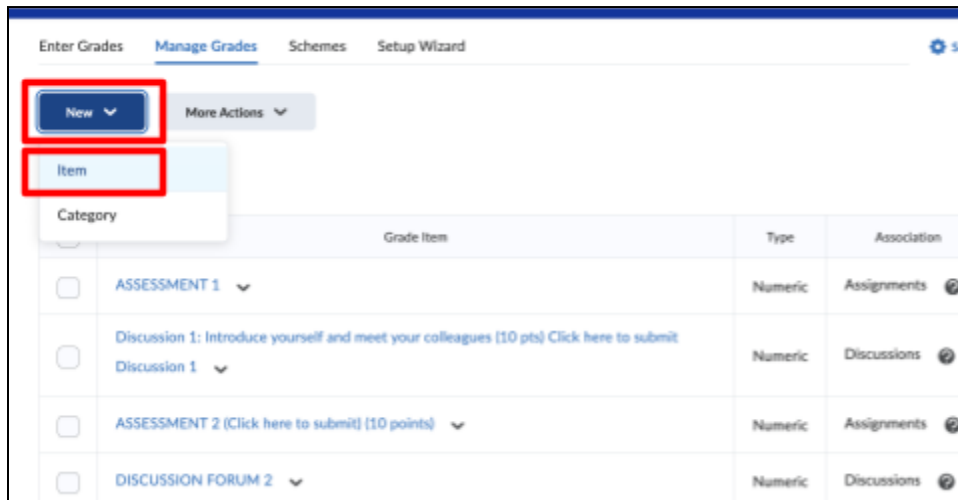 Enter Grades Manage Grades Schemes Setup Wizard
New More Actions
Item
Category
Grade Item Type Association
ASSESSMENT 1 Numeric Assignments
Discussion 1: Introduce yourself and meet your colleagues (10 pts) Click here to submit
Discussion 1 Numeric Discussions
ASSESSMENT 2 (Click here to submit) (10 points) Numeric Assignments
DISCUSSION FORUM 2 Numeric Discussions